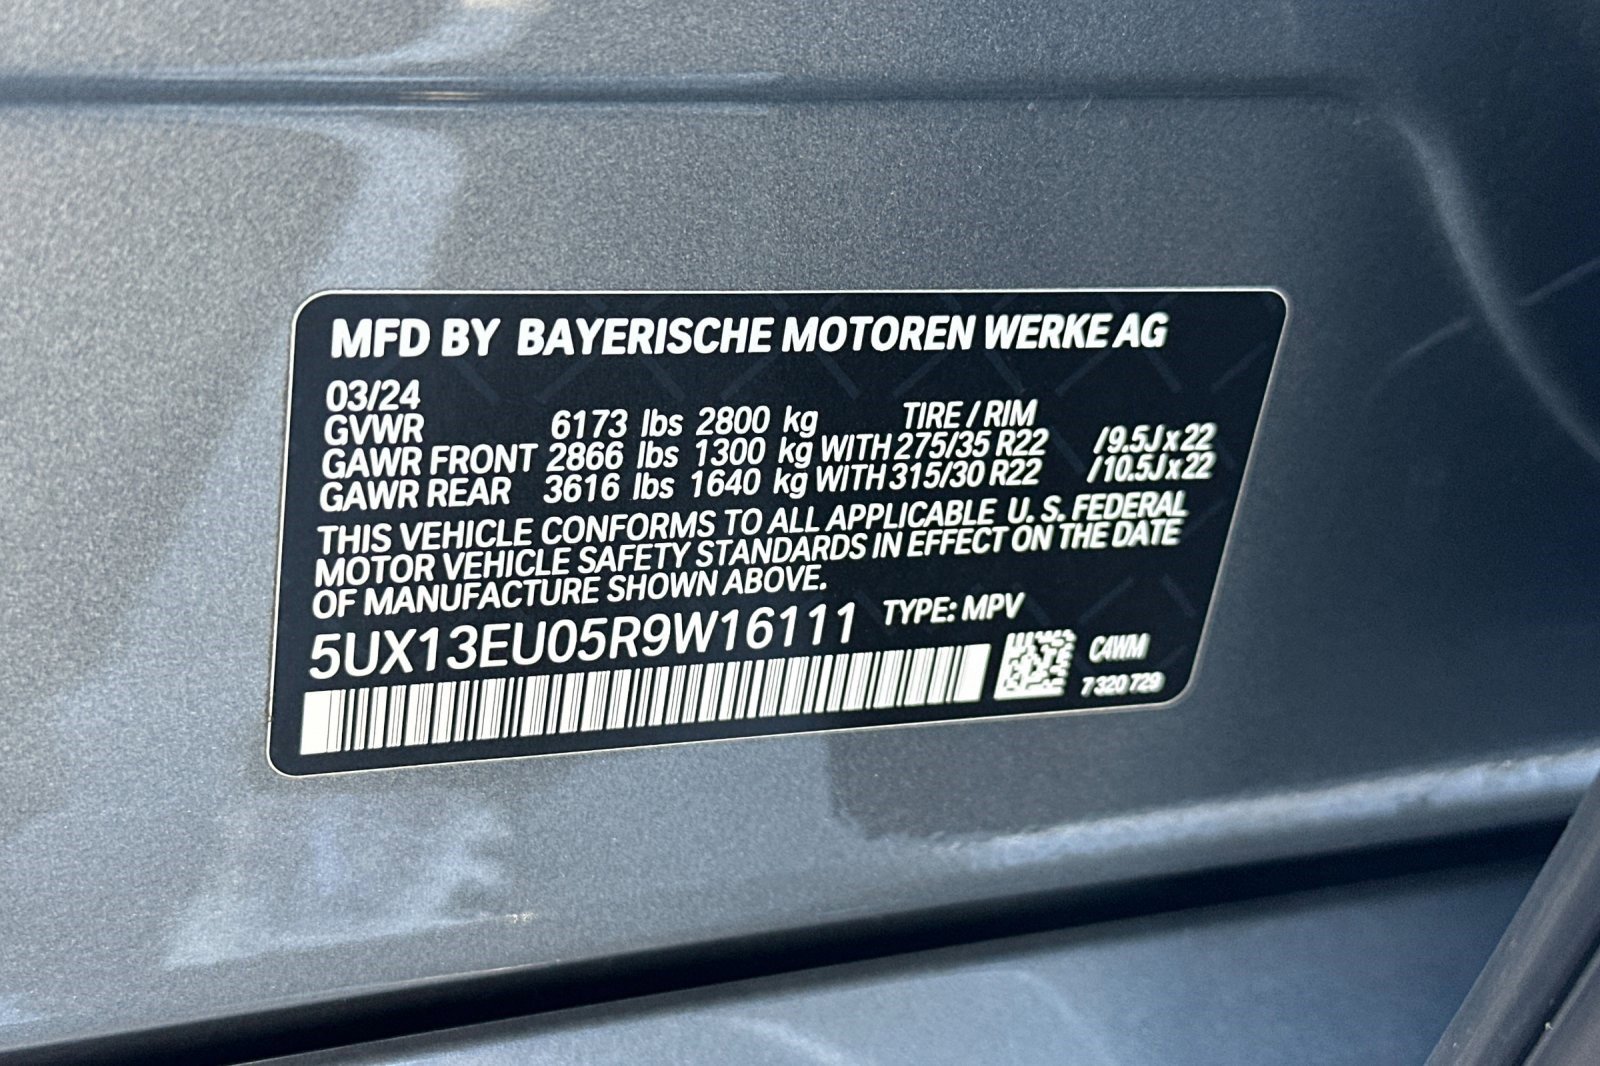 MFD BY BAYERISCHE MOTOREN WERKE AG
03/24
GVWR 6173 lbs 2800 kg TIRE / RIM
GAWR FRONT 2866 lbs 1300 kg WITH 275/35 R22 /9.5J x 22
GAWR REAR 3616 lbs 1640 kg WITH 315/30 R22 /10.5J x 22
THIS VEHICLE CONFORMS TO ALL APPLICABLE U. S. FEDERAL
MOTOR VEHICLE SAFETY STANDARDS IN EFFECT ON THE DATE
OF MANUFACTURE SHOWN ABOVE.
5UX13EU05R9W16111 TYPE: MPV
C4WM
7 320 729